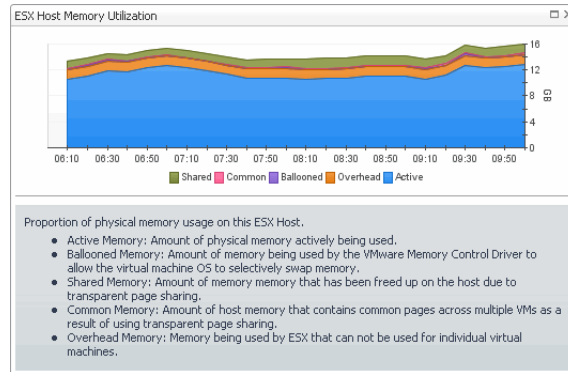 ESX Host Memory Utilization
16
12
8
4
0
GB
06:10 06:30 06:50 07:10 07:30 07:50 08:10 08:30 08:50 09:10 09:30 09:50
Shared Common Ballooned Overhead Active
Proportion of physical memory usage on this ESX Host.
● Active Memory: Amount of physical memory actively being used.
● Ballooned Memory: Amount of memory being used by the VMware Memory Control Driver to
allow the virtual machine OS to selectively swap memory.
● Shared Memory: Amount of memory memory that has been freed up on the host due to
transparent page sharing.
● Common Memory: Amount of host memory that contains common pages across multiple VMs as a
result of using transparent page sharing.
● Overhead Memory: Memory being used by ESX that can not be used for individual virtual
machines.